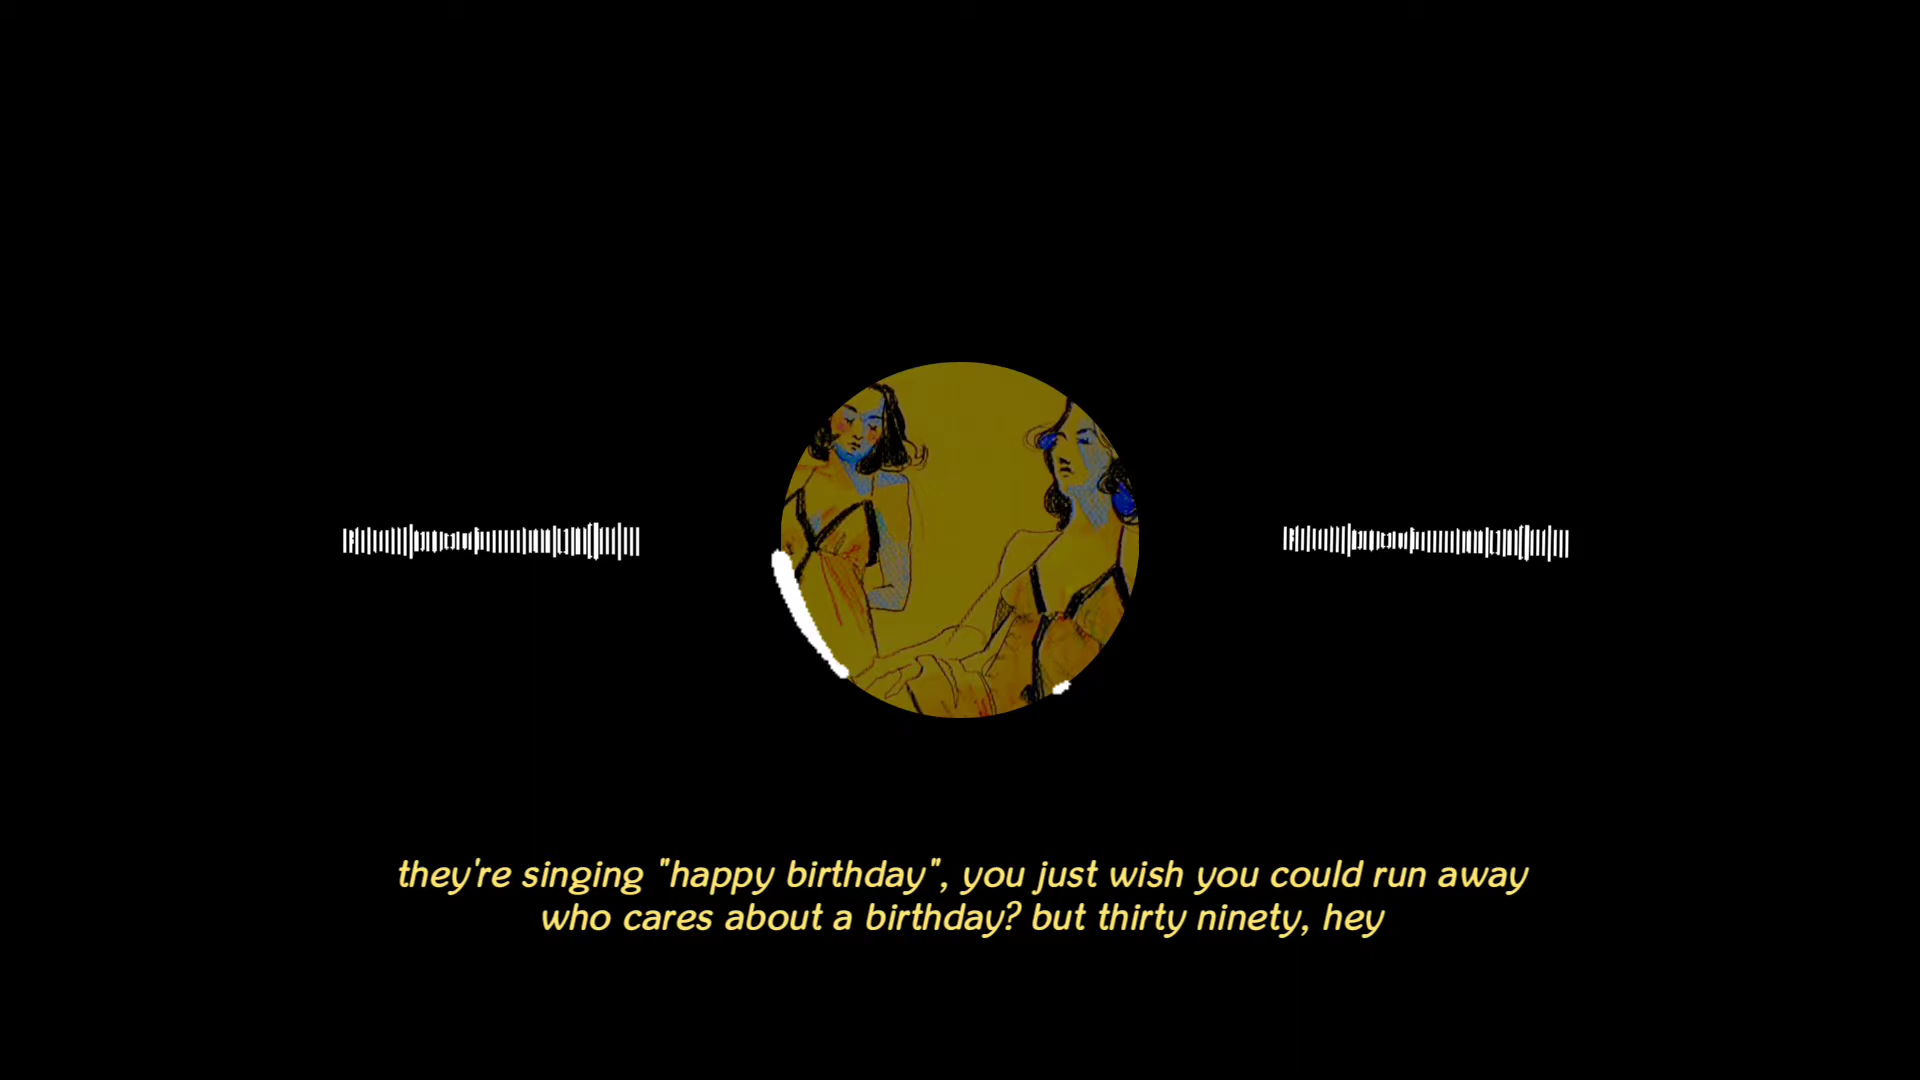 they're singing "happy birthday", you just wish you could run away
who cares about a birthday? but thirty ninety, hey